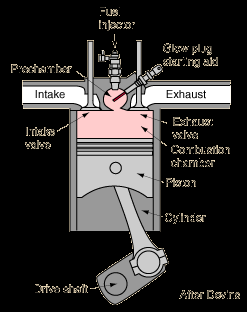 Fuel
injector
Glow plug
starting aid
Prechamber
Intake
Exhaust
Intake
valve
Exhaust
valve
Combustion
chamber
Piston
Cylinder
Drive shaft
After Devins